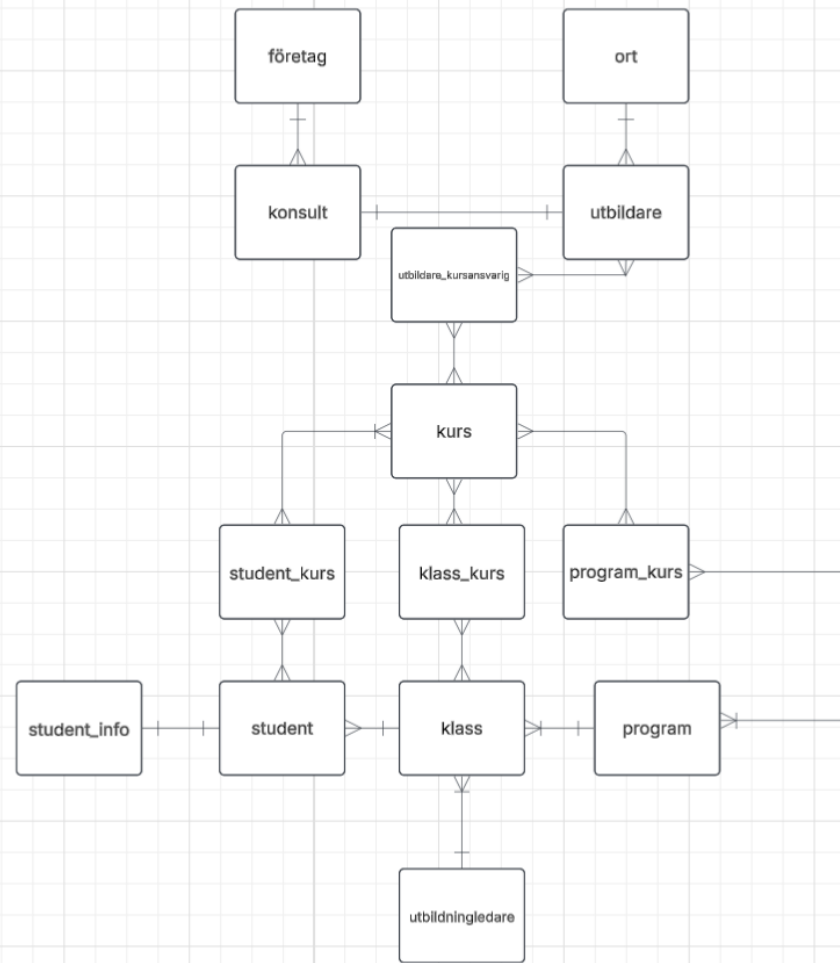 företag
ort
konsult
utbildare
utbildare_kursansvarig
kurs
student_kurs
klass_kurs
program_kurs
student_info
student
klass
program
utbildningledare